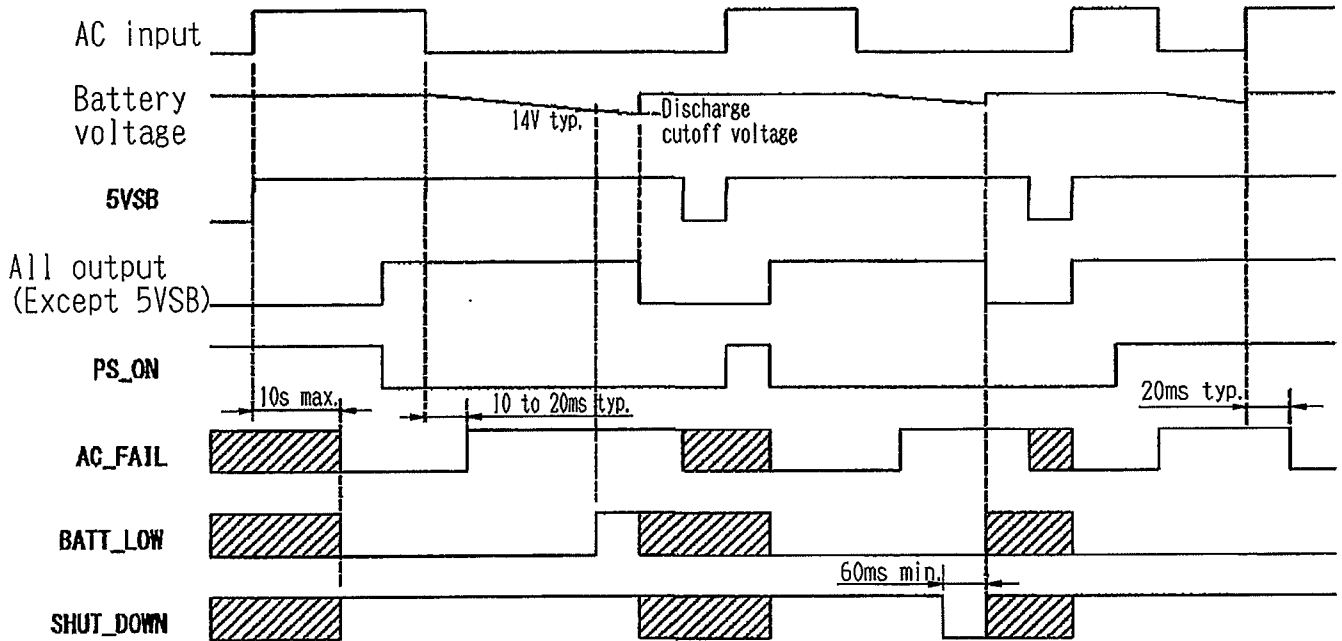 AC input
Battery
voltage
14V typ.
Discharge
cutoff voltage
5VSB
All output
(Except 5VSB)
PS_ON
10s max.
10 to 20ms typ.
20ms typ.
AC_FAIL
BATT_LOW
60ms min.
SHUT_DOWN